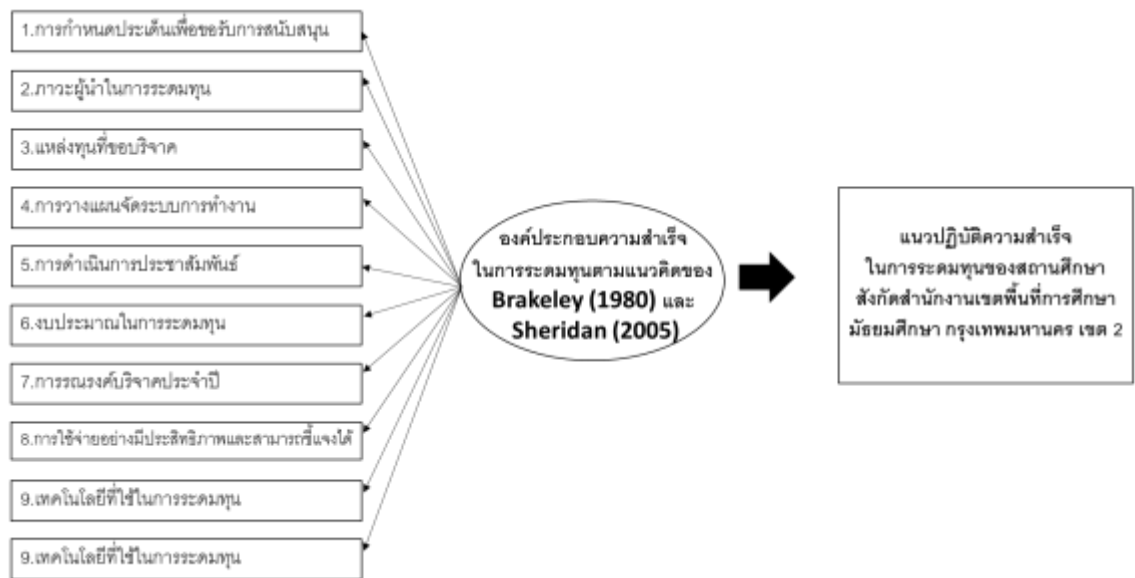 1.การกำหนดประเด็นเพื่อขอรับการสนับสนุน
2.ภาวะผู้นำในการระดมทุน
3.แหล่งทุนที่ขอบริจาค
4.การวางแผนจัดระบบการทำงาน
5.การดำเนินการประชาสัมพันธ์
6.งบประมาณในการระดมทุน
7.การรณรงค์บริจาคประจำปี
8.การใช้จ่ายอย่างมีประสิทธิภาพและสามารถชี้แจงได้
9.เทคโนโลยีที่ใช้ในการระดมทุน
9.เทคโนโลยีที่ใช้ในการระดมทุน
องค์ประกอบความสำเร็จ
ในการระดมทุนตามแนวคิดของ
Brakeley (1980) และ
Sheridan (2005)
แนวปฏิบัติความสำเร็จ
ในการระดมทุนของสถานศึกษา
สังกัดสำนักงานเขตพื้นที่การศึกษา
มัธยมศึกษา กรุงเทพมหานคร เขต 2